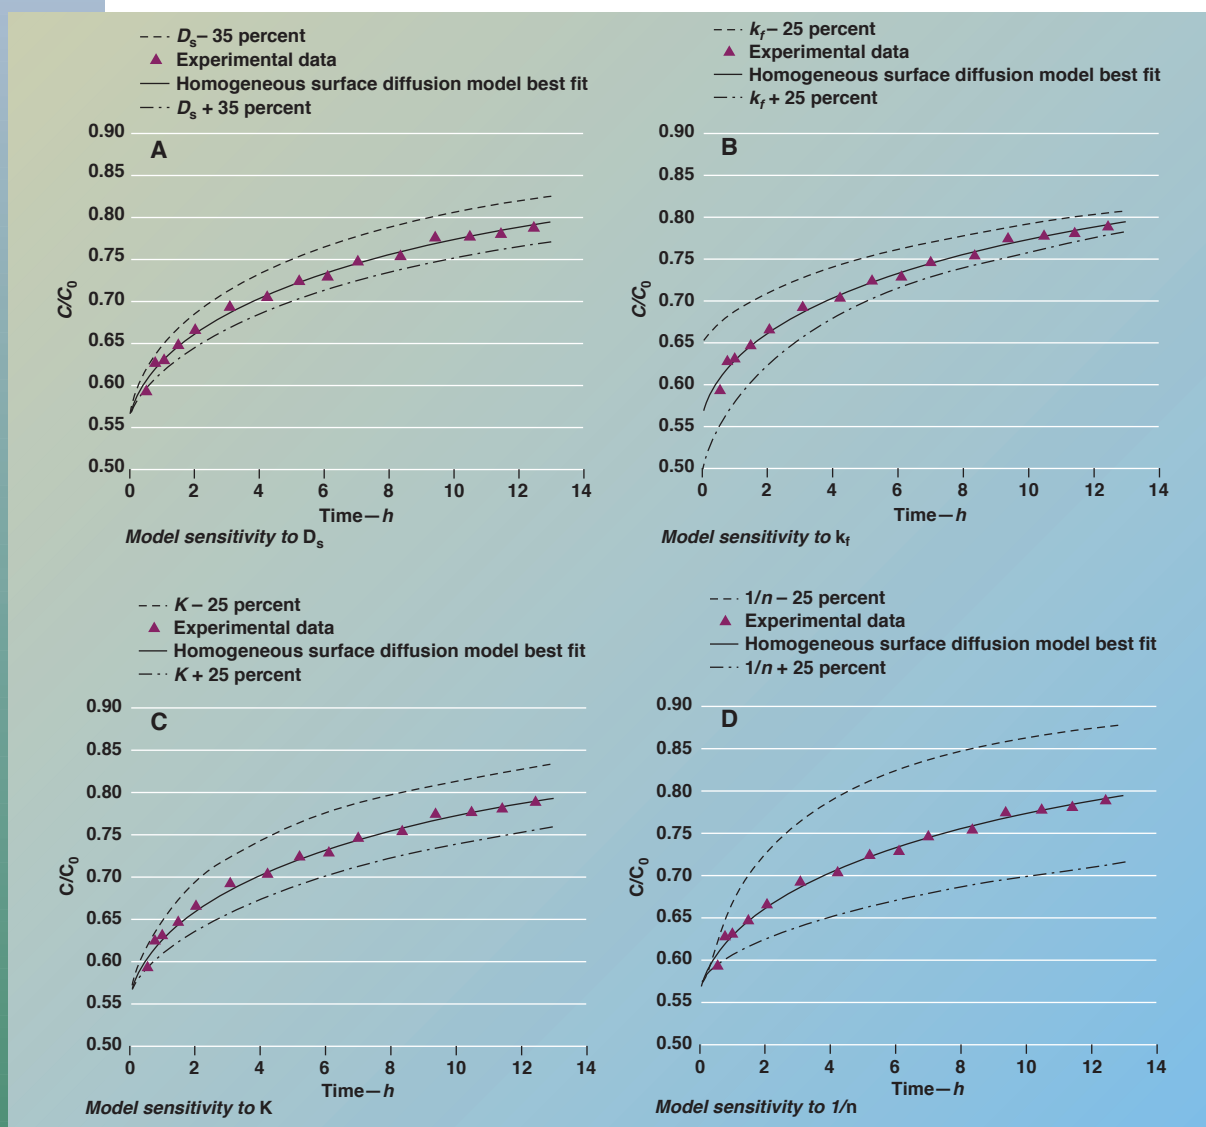 D_s – 35 percent
Experimental data
Homogeneous surface diffusion model best fit
D_s + 35 percent
A
0.90
0.85
0.80
0.75
0.70
0.65
0.60
0.55
0.50
C/C_0
0 2 4 6 8 10 12 14
Time—h
Model sensitivity to D_s
k_f – 25 percent
Experimental data
Homogeneous surface diffusion model best fit
k_f + 25 percent
B
0.90
0.85
0.80
0.75
0.70
0.65
0.60
0.55
0.50
C/C_0
0 2 4 6 8 10 12 14
Time—h
Model sensitivity to k_f
K – 25 percent
Experimental data
Homogeneous surface diffusion model best fit
K + 25 percent
C
0.90
0.85
0.80
0.75
0.70
0.65
0.60
0.55
0.50
C/C_0
0 2 4 6 8 10 12 14
Time—h
Model sensitivity to K
1/n – 25 percent
Experimental data
Homogeneous surface diffusion model best fit
1/n + 25 percent
D
0.90
0.85
0.80
0.75
0.70
0.65
0.60
0.55
0.50
C/C_0
0 2 4 6 8 10 12 14
Time—h
Model sensitivity to 1/n